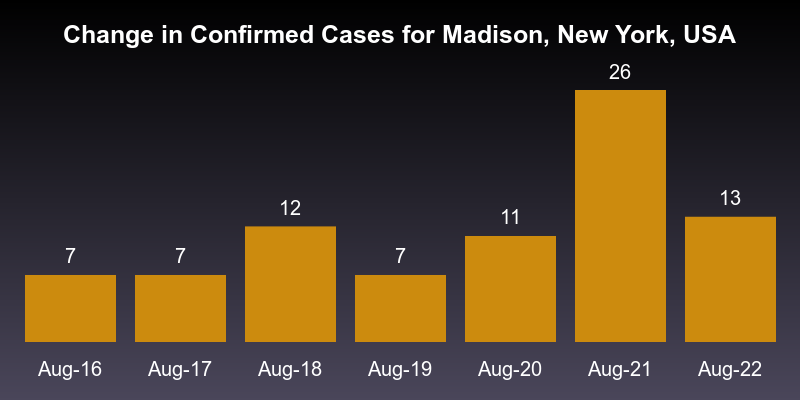 Change in Confirmed Cases for Madison, New York, USA
26
13
12
11
7
7
7
Aug-16
Aug-17
Aug-18
Aug-19
Aug-20
Aug-21
Aug-22